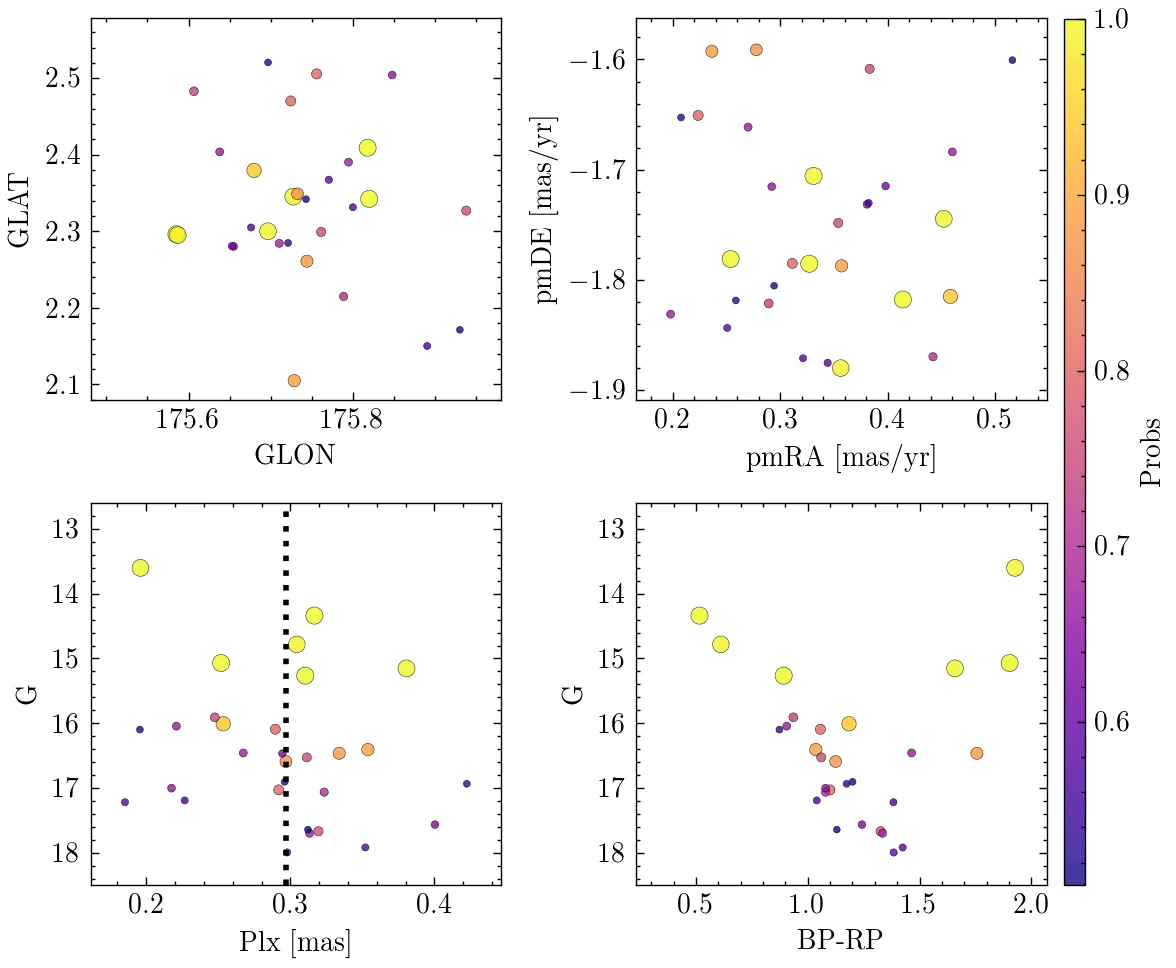 2.5
2.4
2.3
2.2
2.1
GLAT
175.6 175.8
GLON
−1.6
−1.7
−1.8
−1.9
pmDE [mas/yr]
0.2 0.3 0.4 0.5
pmRA [mas/yr]
13
14
15
16
17
18
G
0.2 0.3 0.4
Plx [mas]
13
14
15
16
17
18
G
0.5 1.0 1.5 2.0
BP-RP
1.0
0.9
0.8
0.7
0.6
Probs